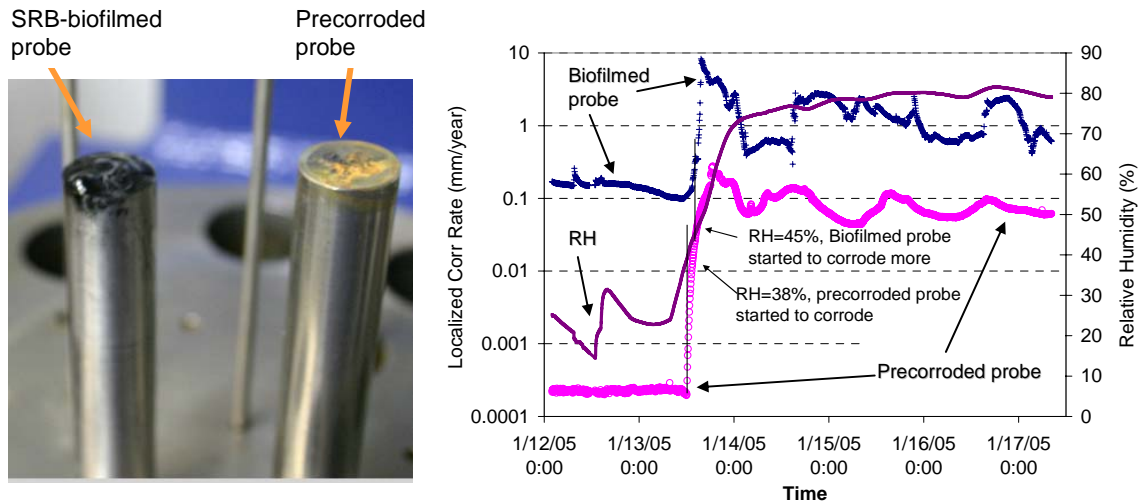 SRB-biofilmed
probe
Precorroded
probe
Localized Corr Rate (mm/year)
10
1
0.1
0.01
0.001
0.0001
Biofilmed
probe
RH
RH=45%, Biofilmed probe
started to corrode more
RH=38%, precorroded probe
started to corrode
Precorroded probe
90
80
70
60
50
40
30
20
10
0
Relative Humidity (%)
1/12/05 1/13/05 1/14/05 1/15/05 1/16/05 1/17/05
0:00 0:00 0:00 0:00 0:00 0:00
Time